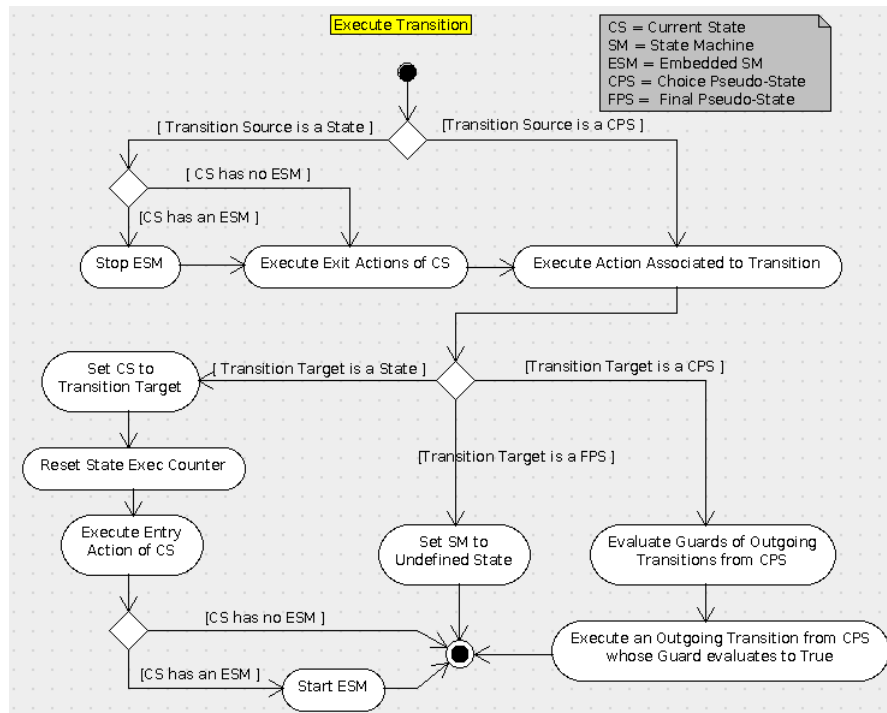 Execute Transition
CS = Current State
SM = State Machine
ESM = Embedded SM
CPS = Choice Pseudo-State
FPS = Final Pseudo-State
[ Transition Source is a State ]
[Transition Source is a CPS ]
[ CS has no ESM ]
[CS has an ESM ]
Stop ESM
Execute Exit Actions of CS
Execute Action Associated to Transition
[ Transition Target is a State ]
[Transition Target is a CPS ]
Set CS to
Transition Target
[Transition Target is a FPS ]
Reset State Exec Counter
Execute Entry
Action of CS
Set SM to
Undefined State
Evaluate Guards of Outgoing
Transitions from CPS
[CS has no ESM ]
[CS has an ESM ]
Start ESM
Execute an Outgoing Transition from CPS
whose Guard evaluates to True